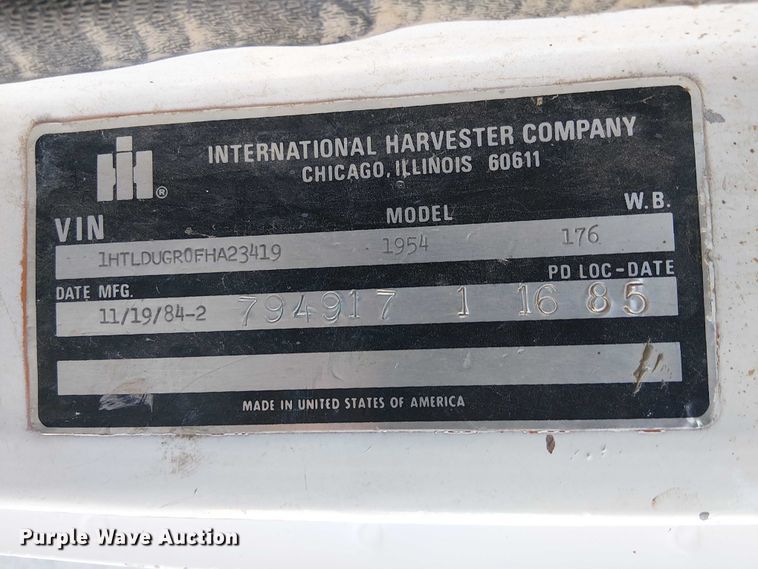 IH®
INTERNATIONAL HARVESTER COMPANY
CHICAGO, ILLINOIS 60611
VIN MODEL W.B.
1HTLDUGR0FHA23419 1954 176
DATE MFG. PD LOC-DATE
11/19/84-2 794917 1 16 85
MADE IN UNITED STATES OF AMERICA
Purple Wave Auction